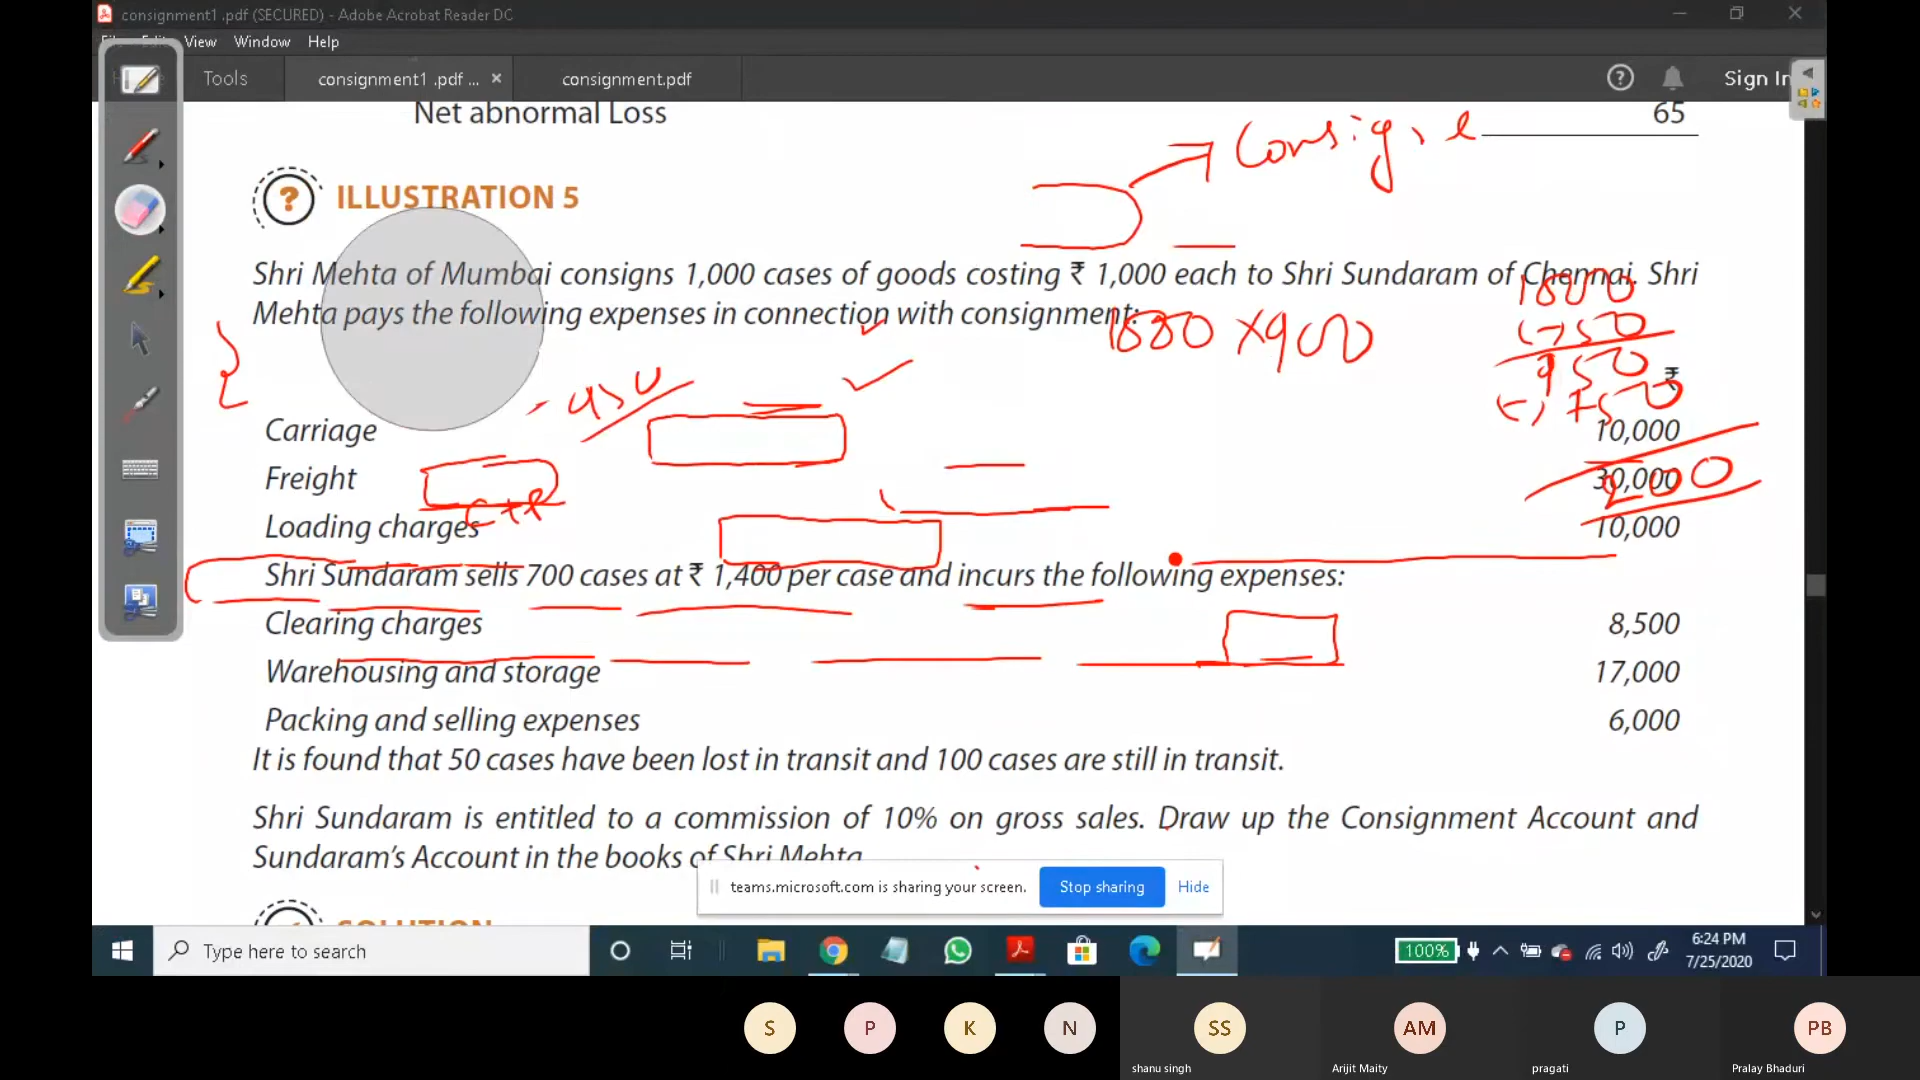 consignment1 .pdf (SECURED) - Adobe Acrobat Reader DC
View Window Help
Tools consignment1 .pdf ... × consignment.pdf Sign In
Net abnormal Loss 65
? ILLUSTRATION 5
Shri Mehta of Mumbai consigns 1,000 cases of goods costing ₹ 1,000 each to Shri Sundaram of Chennai. Shri
Mehta pays the following expenses in connection with consignment:
₹
Carriage 10,000
Freight 30,000
Loading charges 10,000
Shri Sundaram sells 700 cases at ₹ 1,400 per case and incurs the following expenses:
Clearing charges 8,500
Warehousing and storage 17,000
Packing and selling expenses 6,000
It is found that 50 cases have been lost in transit and 100 cases are still in transit.
Shri Sundaram is entitled to a commission of 10% on gross sales. Draw up the Consignment Account and
Sundaram's Account in the books of Shri Mehta
teams.microsoft.com is sharing your screen. Stop sharing Hide
SOLUTION
Type here to search
100%
6:24 PM
7/25/2020
S P K N SS AM P PB
shanu singh Arijit Maity pragati Pralay Bhaduri